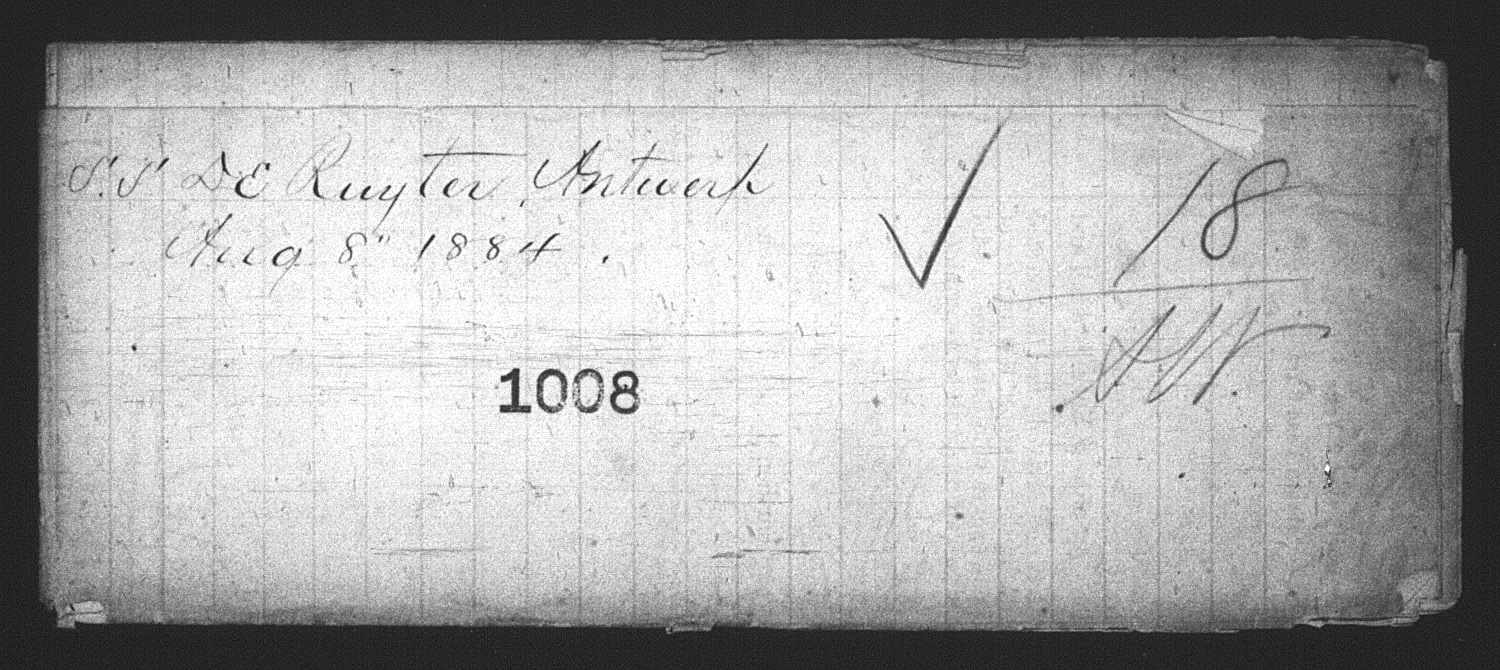 S.S. DE Ruyter, Antwerp
Aug 8" 1884.
18
1008